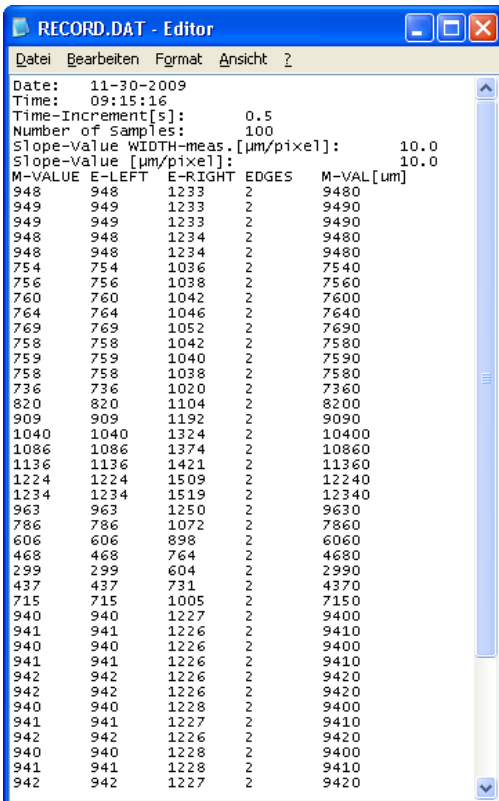 RECORD.DAT - Editor
Datei Bearbeiten Format Ansicht ?
Date: 11-30-2009
Time: 09:15:16
Time-Increment[s]: 0.5
Number of Samples: 100
Slope-Value WIDTH-meas.[µm/pixel]: 10.0
Slope-Value [µm/pixel]: 10.0
M-VALUE E-LEFT E-RIGHT EDGES M-VAL[um]
948 948 1233 2 9480
949 949 1233 2 9490
949 949 1233 2 9490
948 948 1234 2 9480
948 948 1234 2 9480
754 754 1036 2 7540
756 756 1038 2 7560
760 760 1042 2 7600
764 764 1046 2 7640
769 769 1052 2 7690
758 758 1042 2 7580
759 759 1040 2 7590
758 758 1038 2 7580
736 736 1020 2 7360
820 820 1104 2 8200
909 909 1192 2 9090
1040 1040 1324 2 10400
1086 1086 1374 2 10860
1136 1136 1421 2 11360
1224 1224 1509 2 12240
1234 1234 1519 2 12340
963 963 1250 2 9630
786 786 1072 2 7860
606 606 898 2 6060
468 468 764 2 4680
299 299 604 2 2990
437 437 731 2 4370
715 715 1005 2 7150
940 940 1227 2 9400
941 941 1226 2 9410
940 940 1226 2 9400
941 941 1226 2 9410
942 942 1226 2 9420
942 942 1226 2 9420
940 940 1228 2 9400
941 941 1227 2 9410
942 942 1226 2 9420
940 940 1228 2 9400
941 941 1228 2 9410
942 942 1227 2 9420